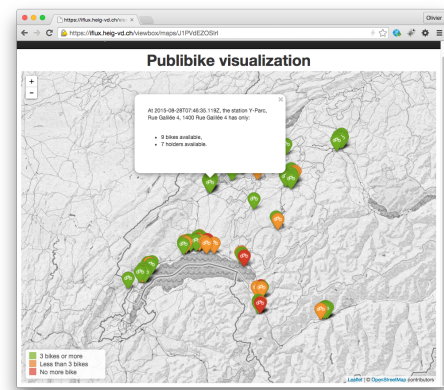 https://iflux.heig-vd.ch/vie
Olivier
https://iflux.heig-vd.ch/viewbox/maps/
Publibike visualization
+
-
At 2015-08-28T07:46:35.119Z, the station Y-Parc,
Rue Galilée 4, 1400 Rue Galilée 4 has only:
9 bikes available,
7 holders available.
3 bikes or more
Less than 3 bikes
No more bike
Leaflet | © OpenStreetMap contributors